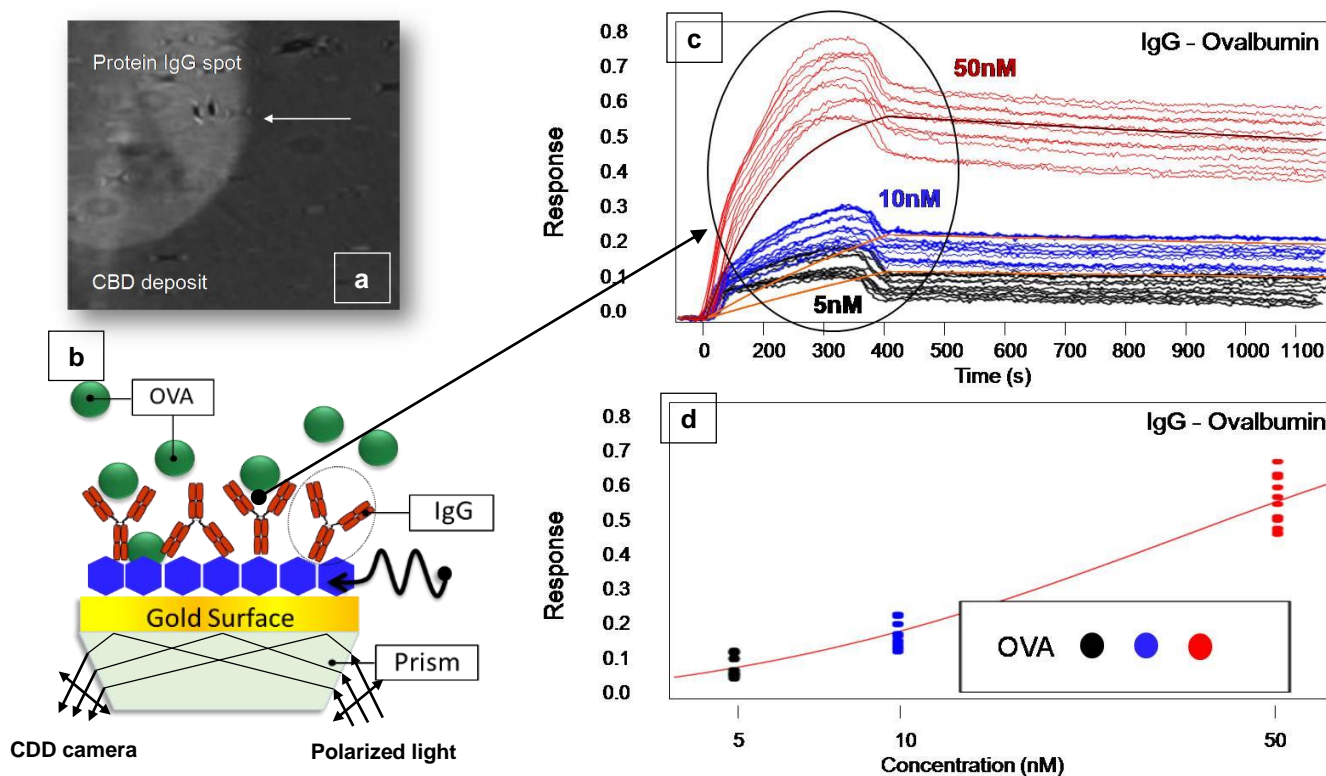 Protein IgG spot
CBD deposit
a
b
OVA
IgG
Gold Surface
Prism
CDD camera
Polarized light
c
IgG - Ovalbumin
50nM
10nM
5nM
Response
0.8
0.7
0.6
0.5
0.4
0.3
0.2
0.1
0.0
0 200 300 400 500 600 700 800 900 1000 1100
Time (s)
d
IgG - Ovalbumin
Response
0.8
0.7
0.6
0.5
0.4
0.3
0.2
0.1
0.0
OVA
5 10 50
Concentration (nM)